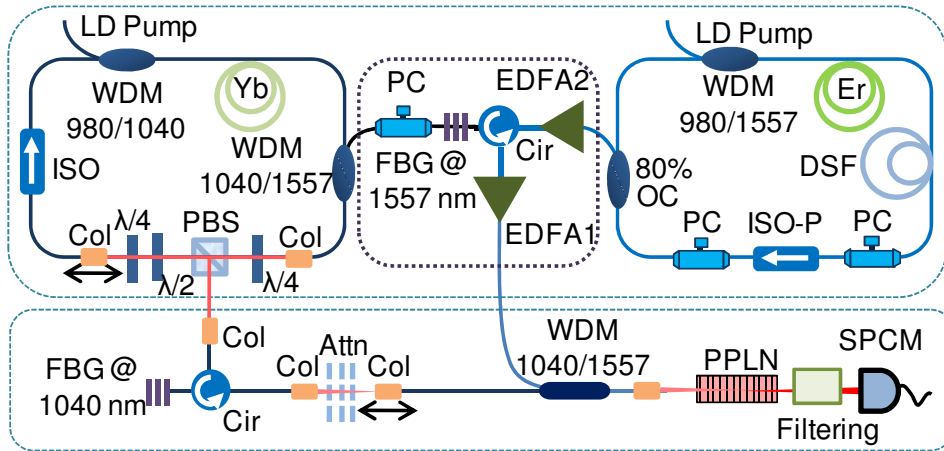 LD Pump
WDM
980/1040
Yb
WDM
1040/1557
ISO
Col
λ/4
λ/2
PBS
λ/4
Col
PC
EDFA2
Cir
FBG @
1557 nm
EDFA1
LD Pump
WDM
980/1557
Er
DSF
80%
OC
PC
ISO-P
PC
Col
FBG @
1040 nm
Cir
Col
Attn
Col
WDM
1040/1557
PPLN
SPCM
Filtering